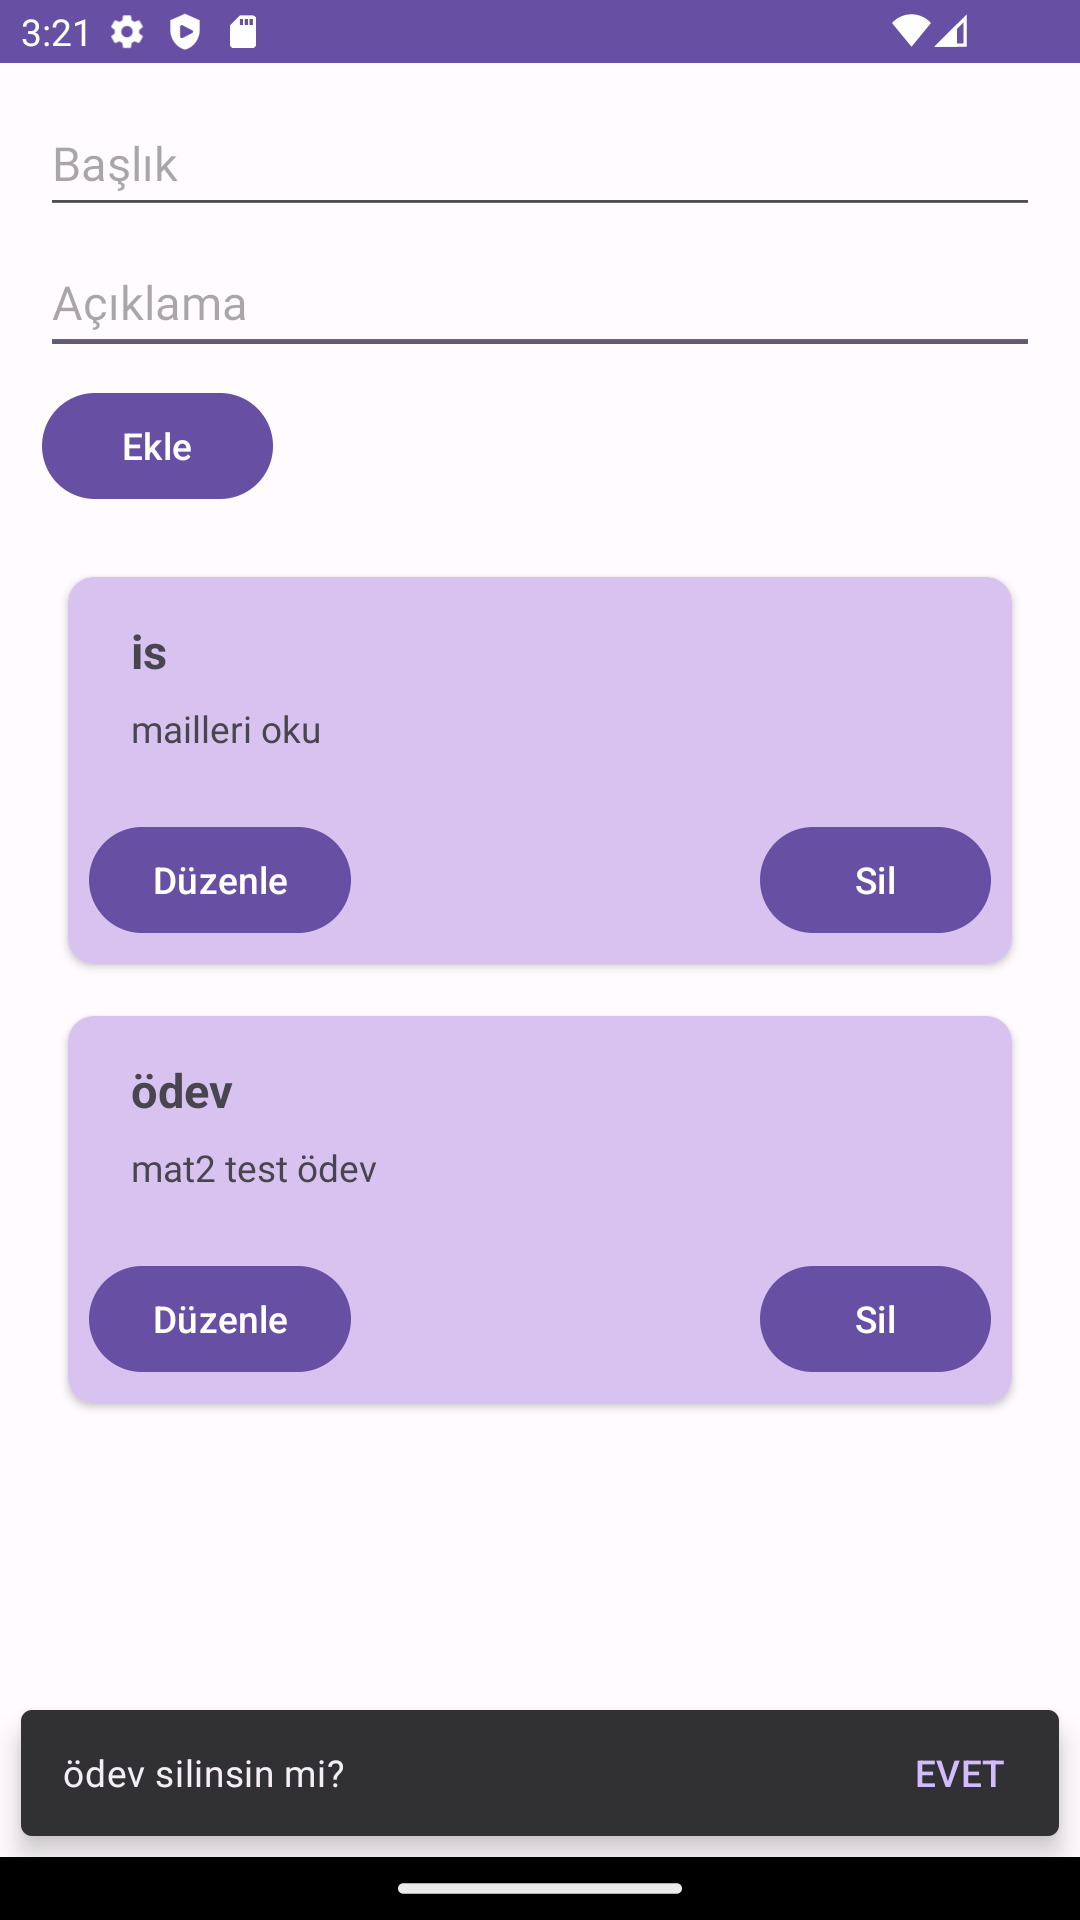 3:21
Başlık
Açıklama
Ekle
is
mailleri oku
Düzenle
Sil
ödev
mat2 test ödev
Düzenle
Sil
ödev silinsin mi?
EVET